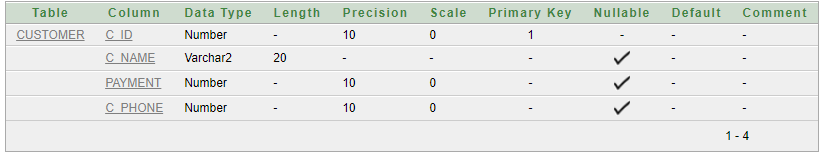 Table Column Data Type Length Precision Scale Primary Key Nullable Default Comment
CUSTOMER C_ID Number - 10 0 1 - - -
C_NAME Varchar2 20 - - - ✓ - -
PAYMENT Number - 10 0 - ✓ - -
C_PHONE Number - 10 0 - ✓ - -
1 - 4